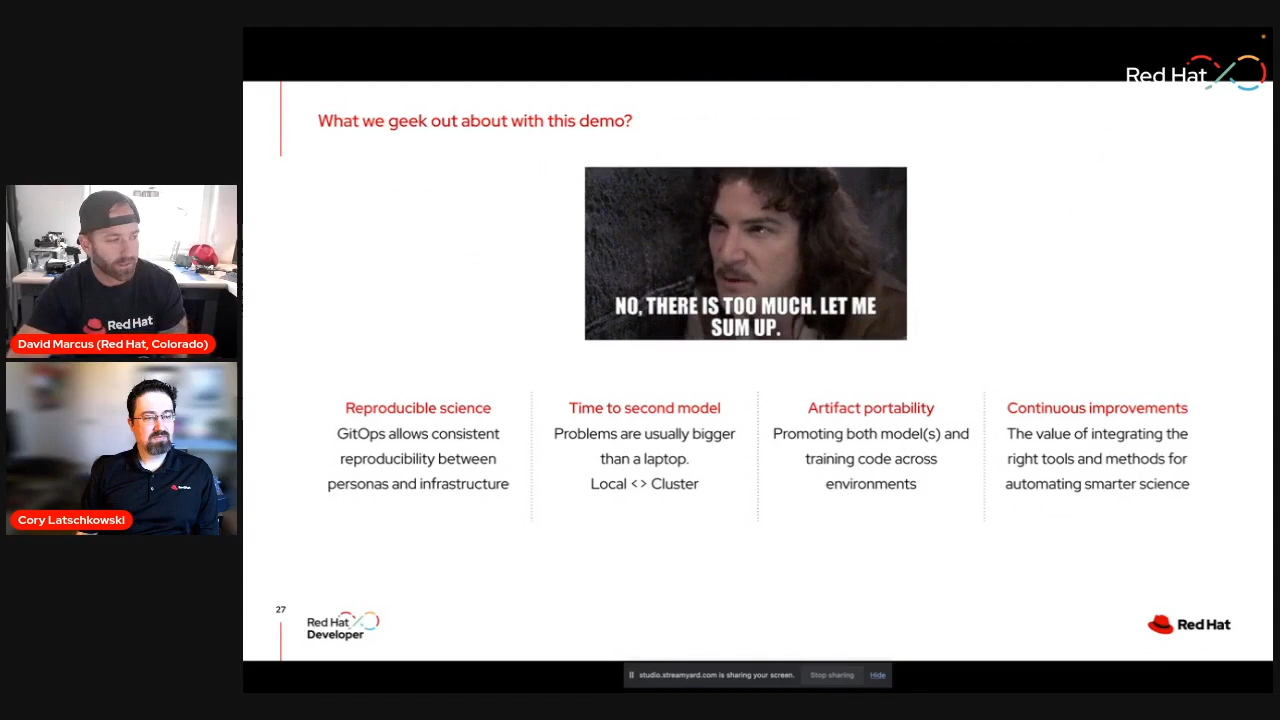 Red Hat
What we geek out about with this demo?
NO, THERE IS TOO MUCH. LET ME
SUM UP.
Red Hat
David Marcus (Red Hat, Colorado)
Red Hat
Cory Latschkowski
Reproducible science
GitOps allows consistent
reproducibility between
personas and infrastructure
Time to second model
Problems are usually bigger
than a laptop.
Local <> Cluster
Artifact portability
Promoting both model(s) and
training code across
environments
Continuous improvements
The value of integrating the
right tools and methods for
automating smarter science
27
Red Hat
Developer
Red Hat
studio.streamyard.com is sharing your screen.
Stop sharing
Hide